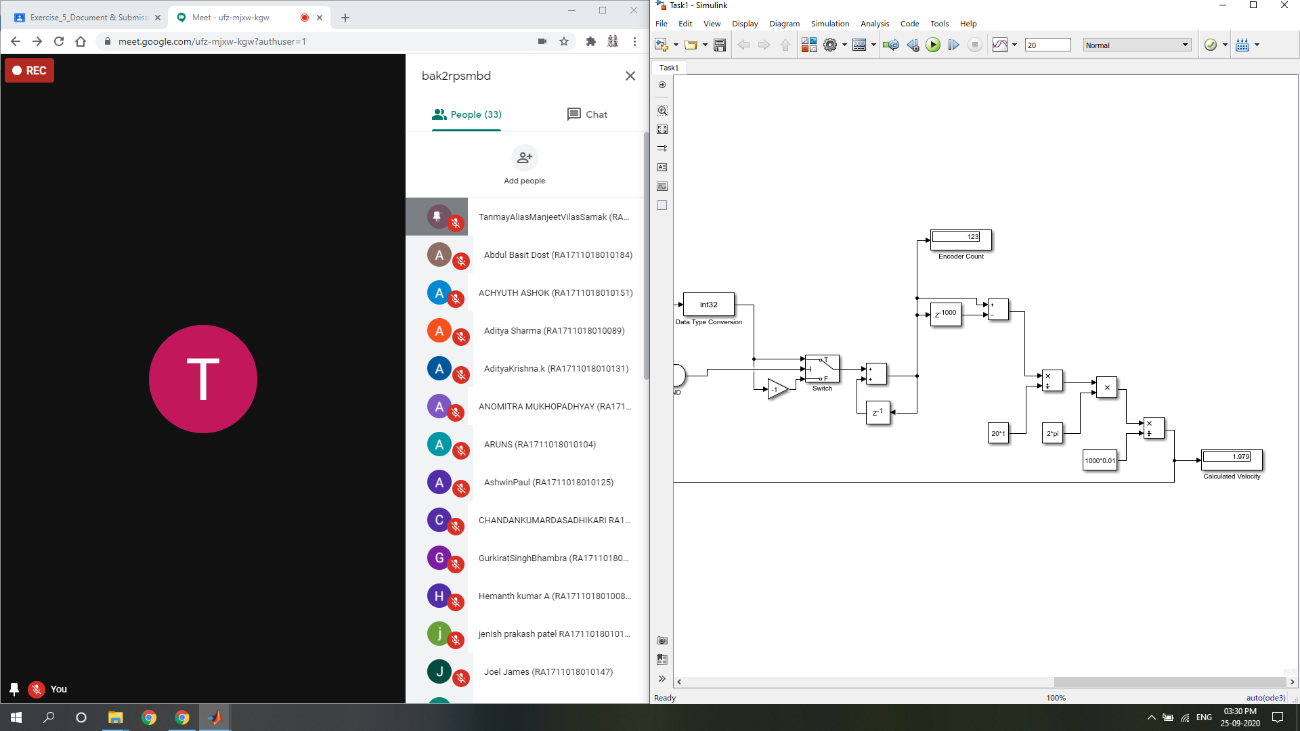 Exercise_5_Document & Submiss
Meet - ufz-mjxw-kgw
meet.google.com/ufz-mjxw-kgw?authuser=1
REC
T
You
bak2rpsmbd
People (33)
Chat
Add people
TanmayAliasManjeetVilasSamak (RA...
A
Abdul Basit Dost (RA1711018010184)
A
ACHYUTH ASHOK (RA1711018010151)
A
Aditya Sharma (RA1711018010089)
A
AdityaKrishna.k (RA1711018010131)
A
ANOMITRA MUKHOPADHYAY (RA171...
A
ARUNS (RA1711018010104)
A
AshwinPaul (RA1711018010125)
C
CHANDANKUMARDASADHIKARI RA1...
G
GurkiratSInghBhambra (RA17110180...
H
Hemanth kumar A (RA171101801008...
j
jenish prakash patel RA17110180101...
J
Joel James (RA1711018010147)
Task1 - Simulink
File Edit View Display Diagram Simulation Analysis Code Tools Help
20
Normal
Task1
123
Encoder Count
int32
Data Type Conversion
z-1000
+
−
T
F
Switch
-1
+
+
z-1
×
÷
×
20*1
2*pi
×
÷
1000*0.01
1.979
Calculated Velocity
Ready
100%
auto(ode3)
ENG
03:30 PM
25-09-2020